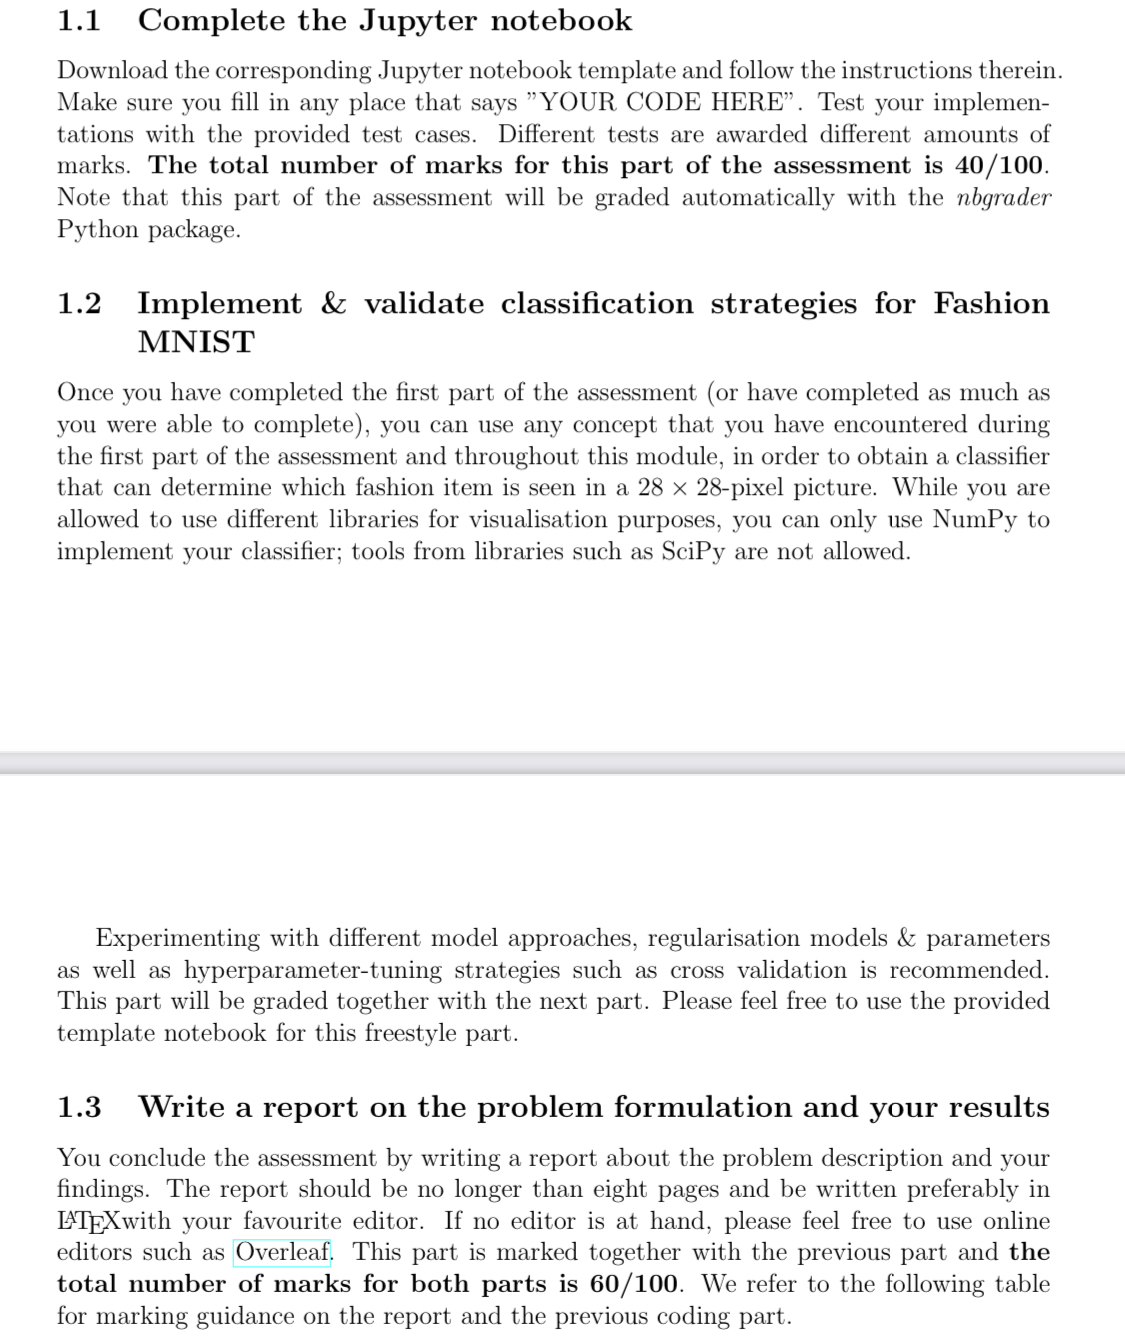 1.1 Complete the Jupyter notebook
Download the corresponding Jupyter notebook template and follow the instructions therein.
Make sure you fill in any place that says ”YOUR CODE HERE”. Test your implemen-
tations with the provided test cases. Different tests are awarded different amounts of
marks. The total number of marks for this part of the assessment is 40/100.
Note that this part of the assessment will be graded automatically with the nbgrader
Python package.
1.2 Implement & validate classification strategies for Fashion
MNIST
Once you have completed the first part of the assessment (or have completed as much as
you were able to complete), you can use any concept that you have encountered during
the first part of the assessment and throughout this module, in order to obtain a classifier
that can determine which fashion item is seen in a 28 × 28-pixel picture. While you are
allowed to use different libraries for visualisation purposes, you can only use NumPy to
implement your classifier; tools from libraries such as SciPy are not allowed.
Experimenting with different model approaches, regularisation models & parameters
as well as hyperparameter-tuning strategies such as cross validation is recommended.
This part will be graded together with the next part. Please feel free to use the provided
template notebook for this freestyle part.
1.3 Write a report on the problem formulation and your results
You conclude the assessment by writing a report about the problem description and your
findings. The report should be no longer than eight pages and be written preferably in
LATEXwith your favourite editor. If no editor is at hand, please feel free to use online
editors such as Overleaf. This part is marked together with the previous part and the
total number of marks for both parts is 60/100. We refer to the following table
for marking guidance on the report and the previous coding part.